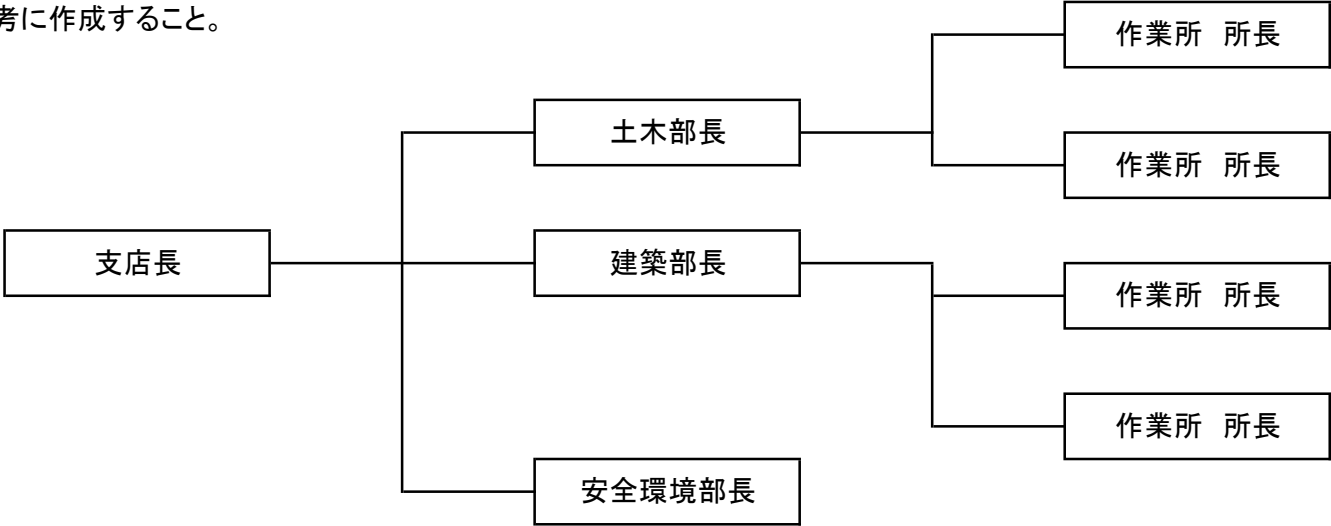 考に作成すること。
作業所　所長
土木部長
作業所　所長
支店長
建築部長
作業所　所長
作業所　所長
安全環境部長